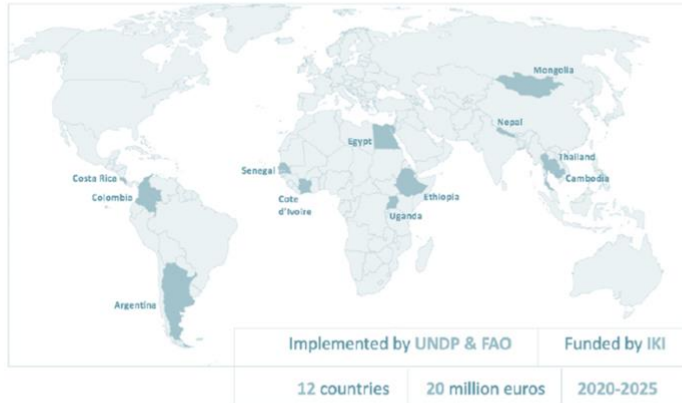 Mongolia
Nepal
Egypt
Thailand
Senegal
Costa Rica
Cambodia
Colombia
Ethiopia
Cote
d'Ivoire
Uganda
Argentina
Implemented by UNDP & FAO
Funded by IKI
12 countries
20 million euros
2020-2025